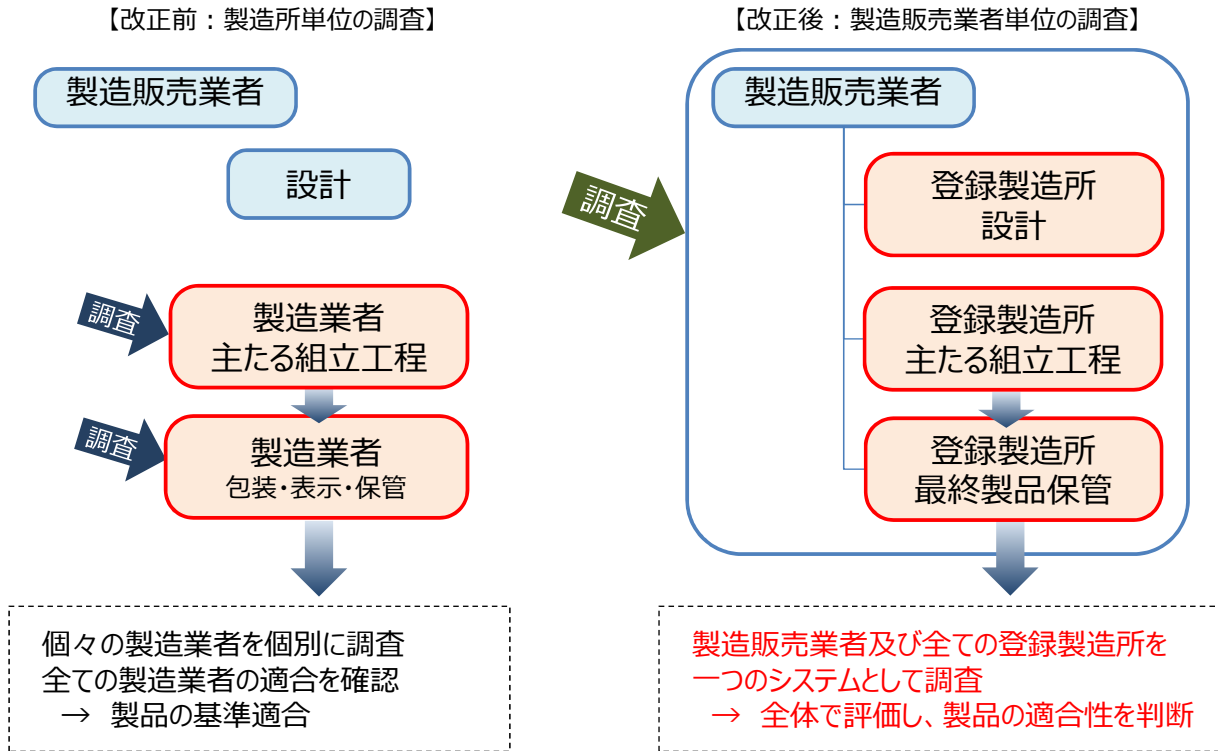 【改正前：製造所単位の調査】
製造販売業者
設計
調査
製造業者
主たる組立工程
調査
製造業者
包装・表示・保管
個々の製造業者を個別に調査
全ての製造業者の適合を確認
→ 製品の基準適合
【改正後：製造販売業者単位の調査】
製造販売業者
調査
登録製造所
設計
登録製造所
主たる組立工程
登録製造所
最終製品保管
製造販売業者及び全ての登録製造所を
一つのシステムとして調査
→ 全体で評価し、製品の適合性を判断